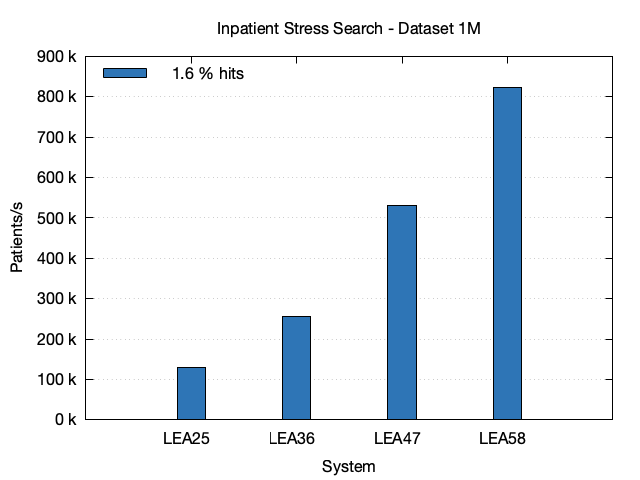 Inpatient Stress Search - Dataset 1M
900 k
1.6 % hits
800 k
700 k
600 k
500 k
400 k
300 k
200 k
100 k
0 k
Patients/s
LEA25 LEA36 LEA47 LEA58
System